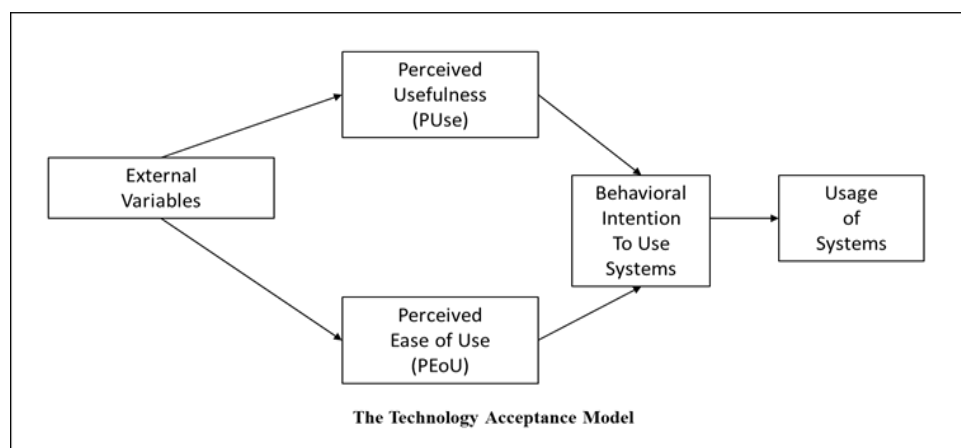 Perceived
Usefulness
(PUse)
External
Variables
Behavioral
Intention
To Use
Systems
Usage
of
Systems
Perceived
Ease of Use
(PEoU)
The Technology Acceptance Model